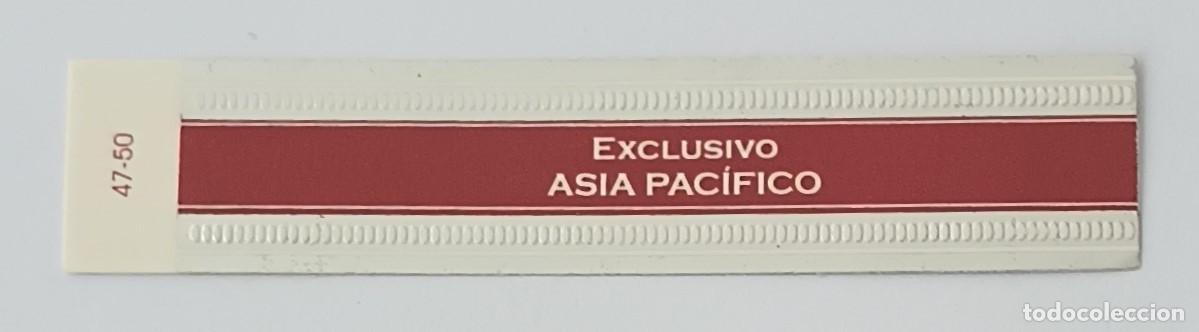 47-50
EXCLUSIVO
ASIA PACÍFICO
todocoleccion